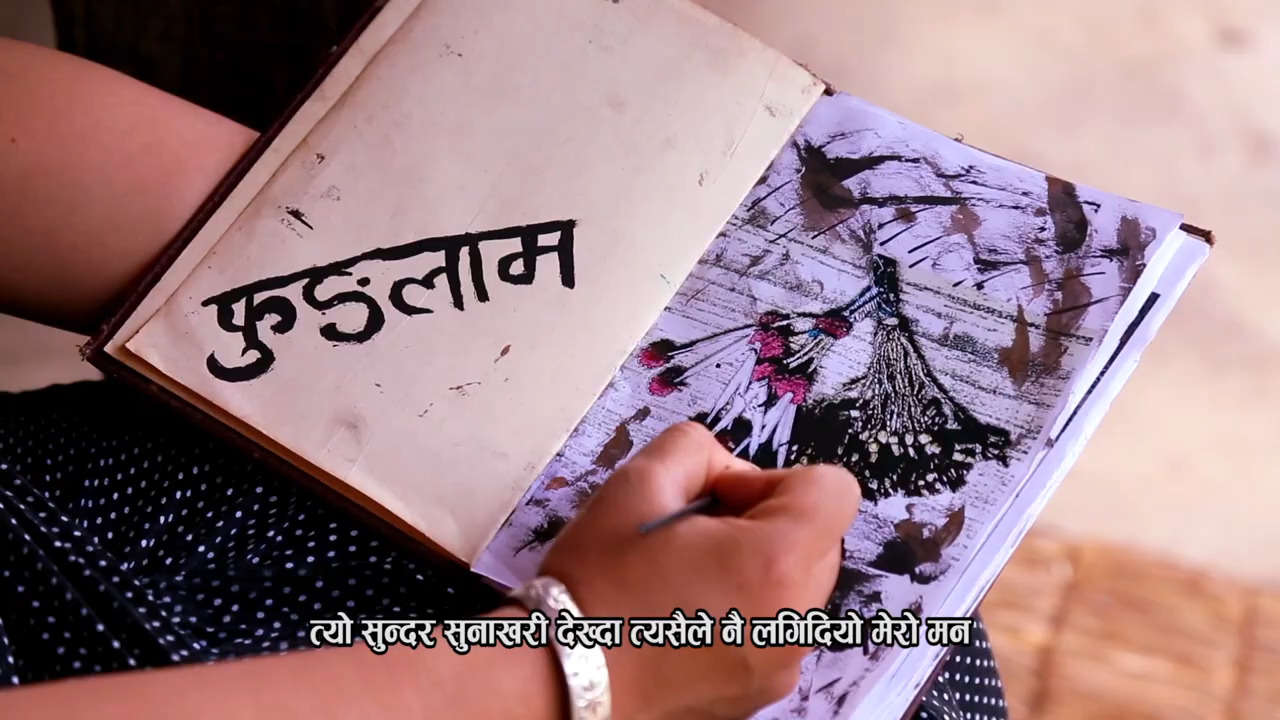 फुङलाम
त्यो सुन्दर सुनाखरी देख्दा त्यसैले नै लगिदियो मेरो मन